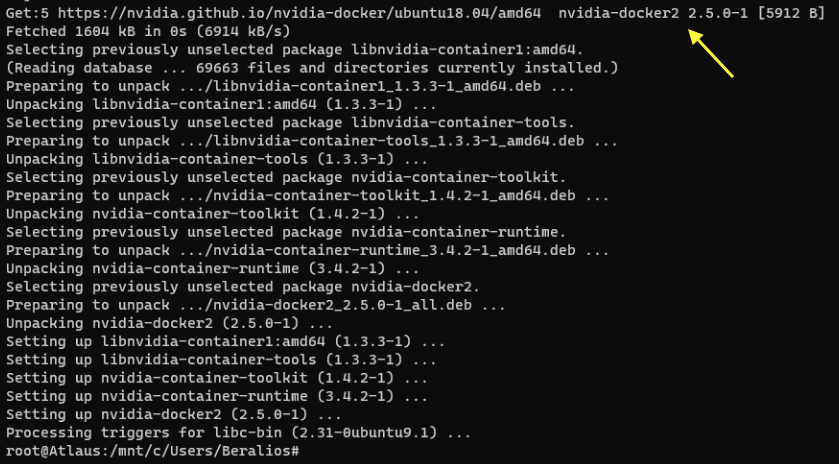 Get:5 https://nvidia.github.io/nvidia-docker/ubuntu18.04/amd64  nvidia-docker2 2.5.0-1 [5912 B]
Fetched 1604 kB in 0s (6914 kB/s)
Selecting previously unselected package libnvidia-container1:amd64.
(Reading database ... 69663 files and directories currently installed.)
Preparing to unpack .../libnvidia-container1_1.3.3-1_amd64.deb ...
Unpacking libnvidia-container1:amd64 (1.3.3-1) ...
Selecting previously unselected package libnvidia-container-tools.
Preparing to unpack .../libnvidia-container-tools_1.3.3-1_amd64.deb ...
Unpacking libnvidia-container-tools (1.3.3-1) ...
Selecting previously unselected package nvidia-container-toolkit.
Preparing to unpack .../nvidia-container-toolkit_1.4.2-1_amd64.deb ...
Unpacking nvidia-container-toolkit (1.4.2-1) ...
Selecting previously unselected package nvidia-container-runtime.
Preparing to unpack .../nvidia-container-runtime_3.4.2-1_amd64.deb ...
Unpacking nvidia-container-runtime (3.4.2-1) ...
Selecting previously unselected package nvidia-docker2.
Preparing to unpack .../nvidia-docker2_2.5.0-1_all.deb ...
Unpacking nvidia-docker2 (2.5.0-1) ...
Setting up libnvidia-container1:amd64 (1.3.3-1) ...
Setting up libnvidia-container-tools (1.3.3-1) ...
Setting up nvidia-container-toolkit (1.4.2-1) ...
Setting up nvidia-container-runtime (3.4.2-1) ...
Setting up nvidia-docker2 (2.5.0-1) ...
Processing triggers for libc-bin (2.31-0ubuntu9.1) ...
root@Atlaus:/mnt/c/Users/Beralios#